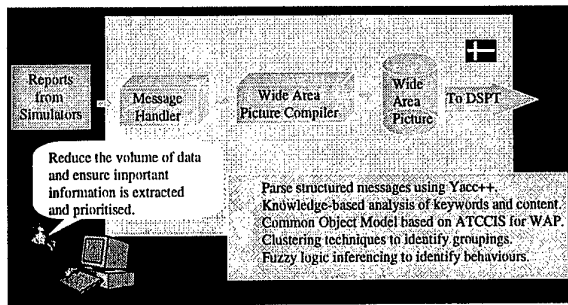 Reports
from
Simulators
Message
Handler
Wide Area
Picture Compiler
Wide
Area
Picture
To DSPT
Reduce the volume of data
and ensure important
information is extracted
and prioritised.
Parse structured messages using Yacc++.
Knowledge-based analysis of keywords and content.
Common Object Model based on ATCCIS for WAP.
Clustering techniques to identify groupings.
Fuzzy logic inferencing to identify behaviours.